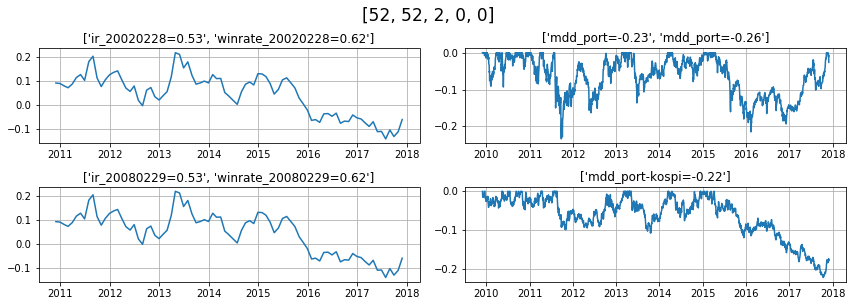 [52, 52, 2, 0, 0]
['ir_20020228=0.53', 'winrate_20020228=0.62']
0.2
0.1
0.0
−0.1
2011 2012 2013 2014 2015 2016 2017 2018
['mdd_port=-0.23', 'mdd_port=-0.26']
0.0
−0.1
−0.2
2010 2011 2012 2013 2014 2015 2016 2017 2018
['ir_20080229=0.53', 'winrate_20080229=0.62']
0.2
0.1
0.0
−0.1
2011 2012 2013 2014 2015 2016 2017 2018
['mdd_port-kospi=-0.22']
0.0
−0.1
−0.2
2010 2011 2012 2013 2014 2015 2016 2017 2018